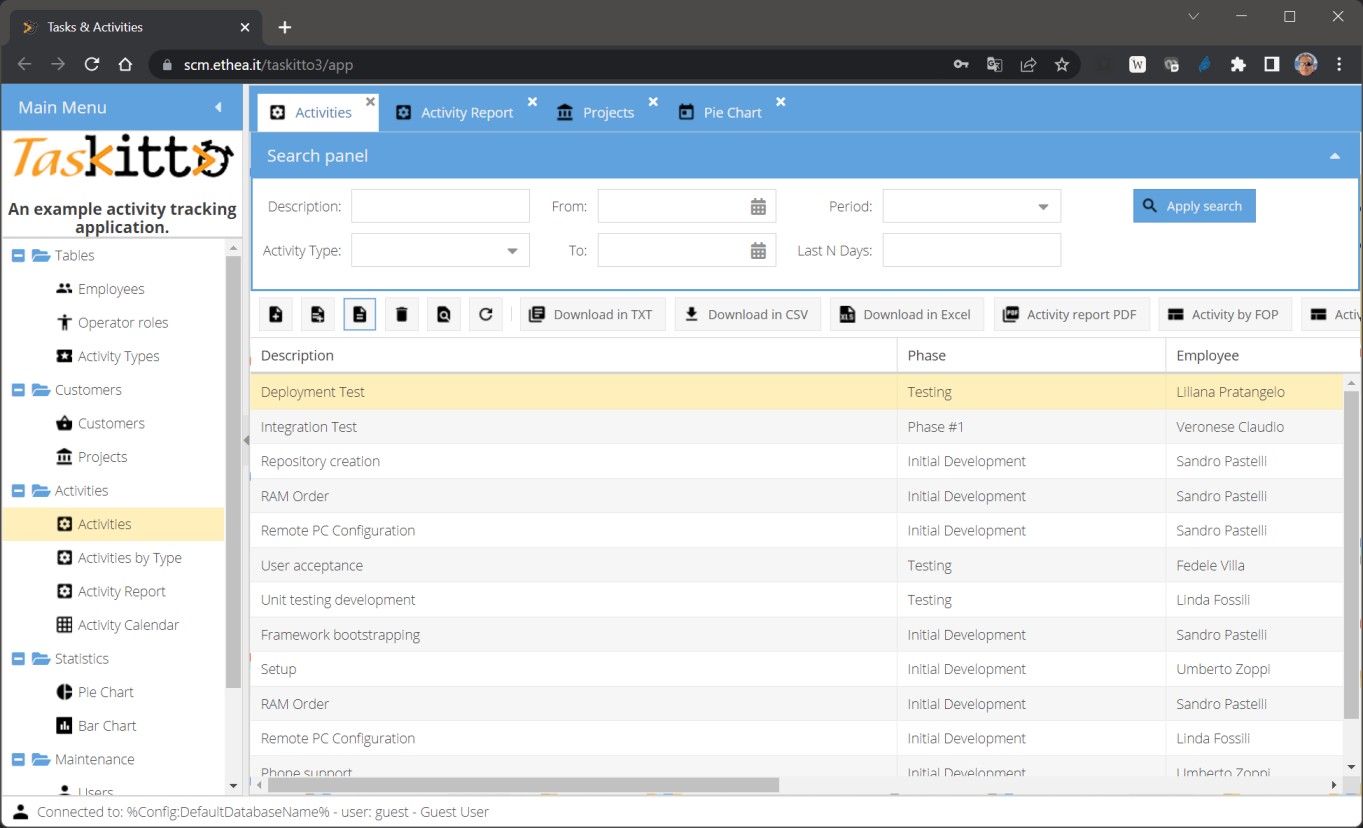 Tasks & Activities
scm.ethea.it/taskitto3/app
Main Menu
Taskitto
An example activity tracking
application.
Tables
Employees
Operator roles
Activity Types
Customers
Customers
Projects
Activities
Activities
Activities by Type
Activity Report
Activity Calendar
Statistics
Pie Chart
Bar Chart
Maintenance
Users
Activities Activity Report Projects Pie Chart
Search panel
Description: From: Period: Apply search
Activity Type: To: Last N Days:
Download in TXT Download in CSV Download in Excel Activity report PDF Activity by FOP Activ
Description Phase Employee
Deployment Test Testing Liliana Pratangelo
Integration Test Phase #1 Veronese Claudio
Repository creation Initial Development Sandro Pastelli
RAM Order Initial Development Sandro Pastelli
Remote PC Configuration Initial Development Sandro Pastelli
User acceptance Testing Fedele Villa
Unit testing development Testing Linda Fossili
Framework bootstrapping Initial Development Sandro Pastelli
Setup Initial Development Umberto Zoppi
RAM Order Initial Development Sandro Pastelli
Remote PC Configuration Initial Development Linda Fossili
Phone support Initial Development Umberto Zoppi
Connected to: %Config:DefaultDatabaseName% - user: guest - Guest User